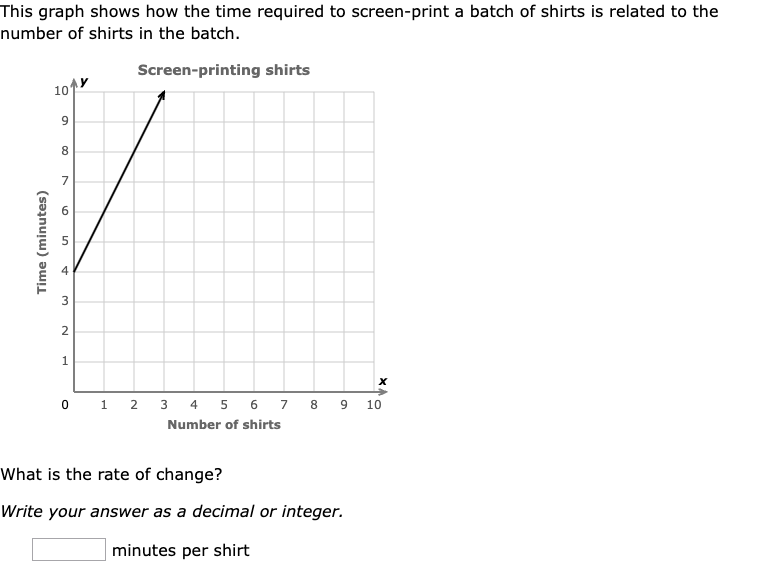 This graph shows how the time required to screen-print a batch of shirts is related to the
number of shirts in the batch.
Screen-printing shirts
y
10
9
8
7
6
5
4
3
2
1
Time (minutes)
x
0 1 2 3 4 5 6 7 8 9 10
Number of shirts
What is the rate of change?
Write your answer as a decimal or integer.
minutes per shirt